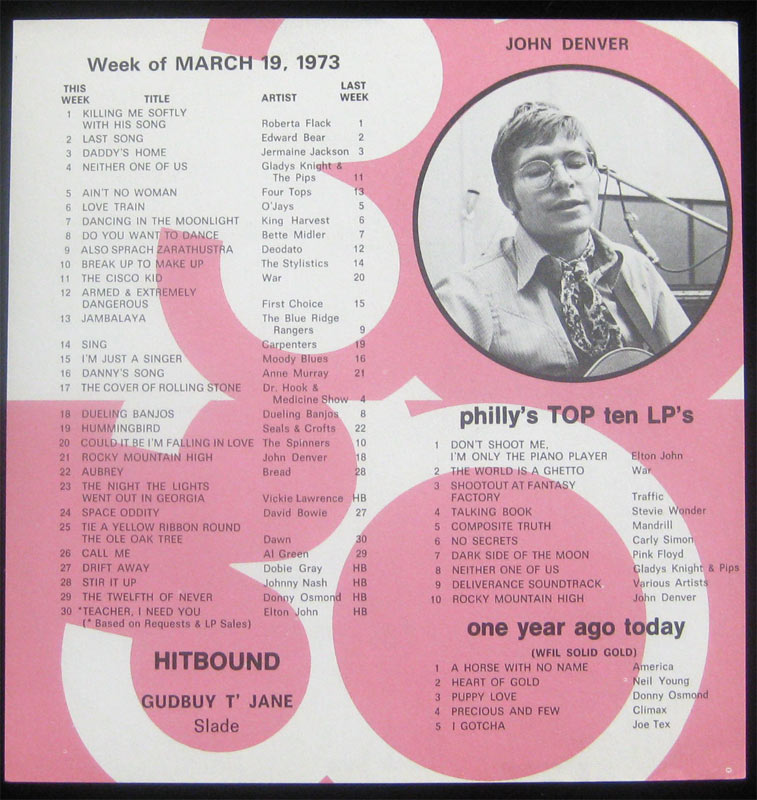 Week of MARCH 19, 1973
THIS WEEK TITLE ARTIST LAST WEEK
1 KILLING ME SOFTLY
WITH HIS SONG Roberta Flack 1
2 LAST SONG Edward Bear 2
3 DADDY'S HOME Jermaine Jackson 3
4 NEITHER ONE OF US Gladys Knight &
The Pips 11
5 AIN'T NO WOMAN Four Tops 13
6 LOVE TRAIN O'Jays 5
7 DANCING IN THE MOONLIGHT King Harvest 6
8 DO YOU WANT TO DANCE Bette Midler 7
9 ALSO SPRACH ZARATHUSTRA Deodato 12
10 BREAK UP TO MAKE UP The Stylistics 14
11 THE CISCO KID War 20
12 ARMED & EXTREMELY
DANGEROUS First Choice 15
13 JAMBALAYA The Blue Ridge
Rangers 9
14 SING Carpenters 19
15 I'M JUST A SINGER Moody Blues 16
16 DANNY'S SONG Anne Murray 21
17 THE COVER OF ROLLING STONE Dr. Hook &
Medicine Show 4
18 DUELING BANJOS Dueling Banjos 8
19 HUMMINGBIRD Seals & Crofts 22
20 COULD IT BE I'M FALLING IN LOVE The Spinners 10
21 ROCKY MOUNTAIN HIGH John Denver 18
22 AUBREY Bread 28
23 THE NIGHT THE LIGHTS
WENT OUT IN GEORGIA Vickie Lawrence HB
24 SPACE ODDITY David Bowie 27
25 TIE A YELLOW RIBBON ROUND
THE OLE OAK TREE Dawn 30
26 CALL ME Al Green 29
27 DRIFT AWAY Dobie Gray HB
28 STIR IT UP Johnny Nash HB
29 THE TWELFTH OF NEVER Donny Osmond HB
30 *TEACHER, I NEED YOU Elton John HB
(* Based on Requests & LP Sales)
HITBOUND
GUDBUY T' JANE
Slade
JOHN DENVER
philly's TOP ten LP's
1 DON'T SHOOT ME,
I'M ONLY THE PIANO PLAYER Elton John
2 THE WORLD IS A GHETTO War
3 SHOOTOUT AT FANTASY
FACTORY Traffic
4 TALKING BOOK Stevie Wonder
5 COMPOSITE TRUTH Mandrill
6 NO SECRETS Carly Simon
7 DARK SIDE OF THE MOON Pink Floyd
8 NEITHER ONE OF US Gladys Knight & Pips
9 DELIVERANCE SOUNDTRACK Various Artists
10 ROCKY MOUNTAIN HIGH John Denver
one year ago today
(WFIL SOLID GOLD)
1 A HORSE WITH NO NAME America
2 HEART OF GOLD Neil Young
3 PUPPY LOVE Donny Osmond
4 PRECIOUS AND FEW Climax
5 I GOTCHA Joe Tex